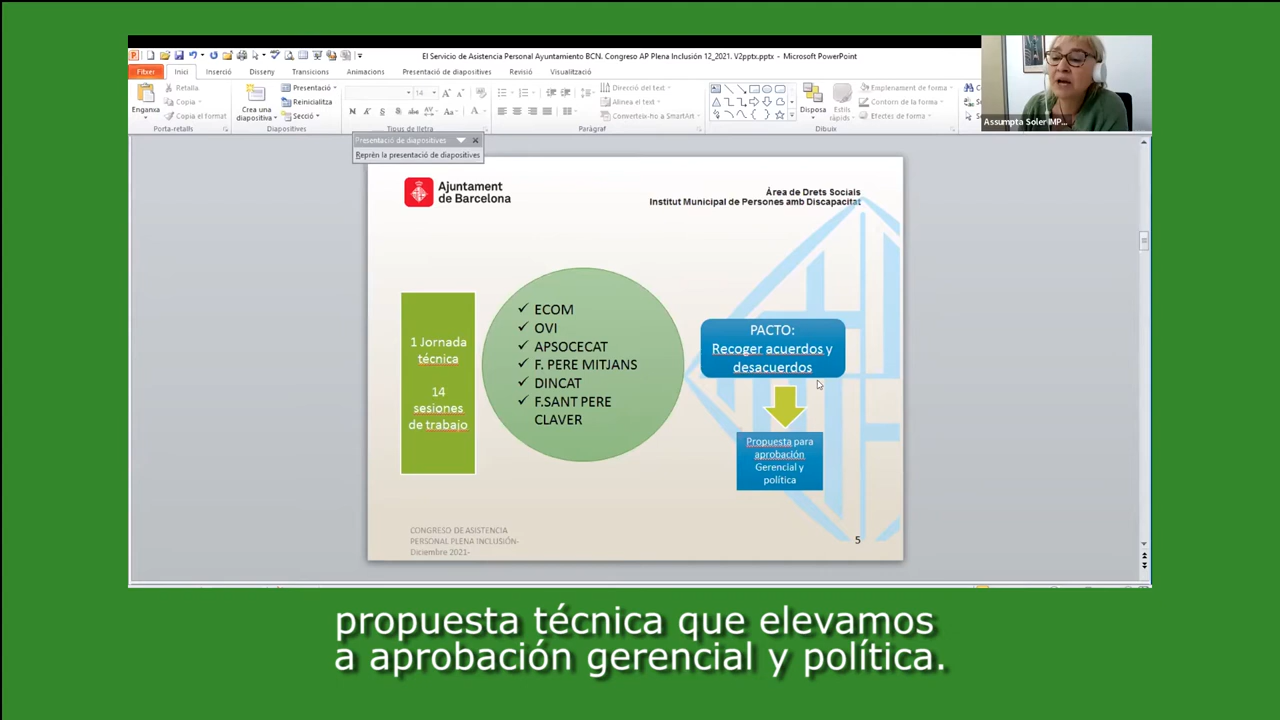 El Servicio de Asistencia Personal Ayuntamiento BCN. Congreso AP Plena Inclusión 12_2021. V2pptx.pptx - Microsoft PowerPoint
Fitxer Inici Inserció Disseny Transicions Animacions Presentació de diapositives Revisió Visualització
Enganxa
Retalla
Copia
Copia el format
Porta-retalls
Crea una
diapositiva
Presentació
Reinicialitza
Secció
Diapositives
14
Tipus de lletra
Direcció del text
Alinea el text
Converteix-ho a SmartArt
Paràgraf
Disposa
Estils
ràpids
Emplenament de forma
Contorn de la forma
Efectes de forma
Dibuix
Assumpta Soler IMP...
Presentació de diapositives
Reprèn la presentació de diapositives
Ajuntament
de Barcelona
Àrea de Drets Socials
Institut Municipal de Persones amb Discapacitat
1 Jornada
técnica
14
sesiones
de trabajo
✓ ECOM
✓ OVI
✓ APSOCECAT
✓ F. PERE MITJANS
✓ DINCAT
✓ F.SANT PERE
CLAVER
PACTO:
Recoger acuerdos y
desacuerdos
Propuesta para
aprobación
Gerencial y
política
CONGRESO DE ASISTENCIA
PERSONAL PLENA INCLUSIÓN-
Diciembre 2021-
5
propuesta técnica que elevamos
a aprobación gerencial y política.